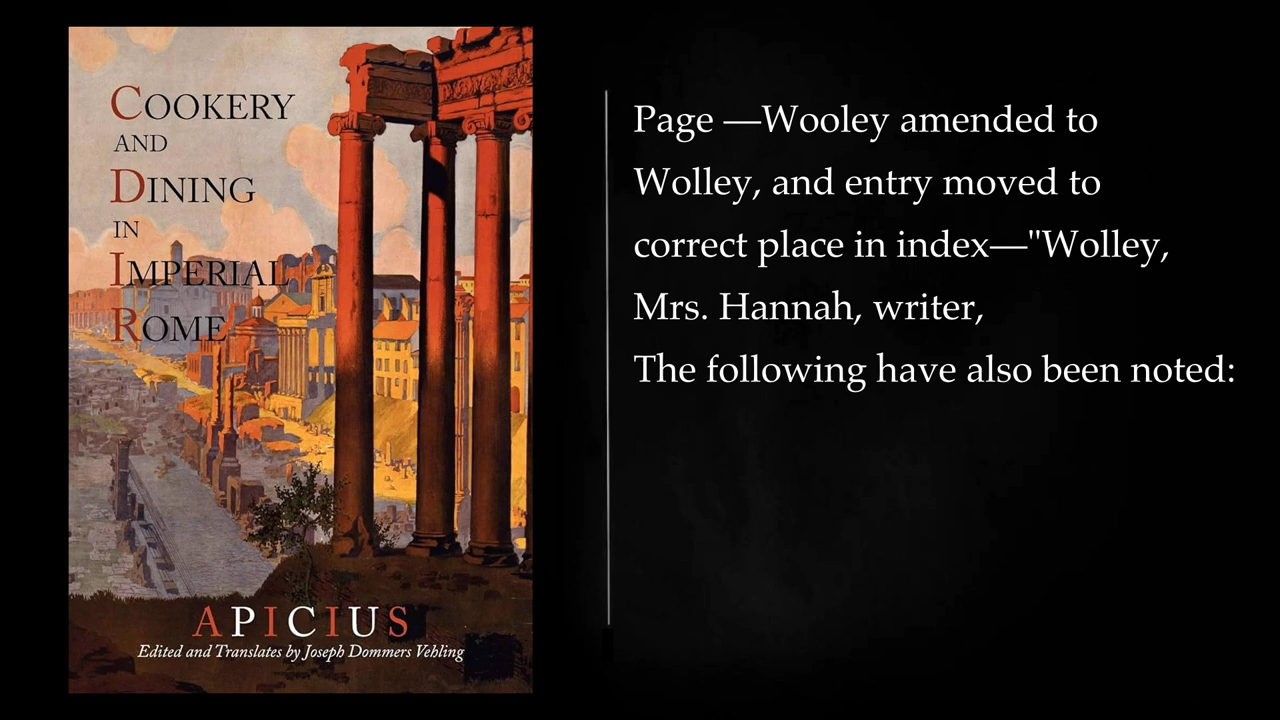 COOKERY
AND
DINING
IN
IMPERIAL
ROME
APICIUS
Edited and Translates by Joseph Dommers Vehling
Page —Wooley amended to
Wolley, and entry moved to
correct place in index—"Wolley,
Mrs. Hannah, writer,
The following have also been noted: